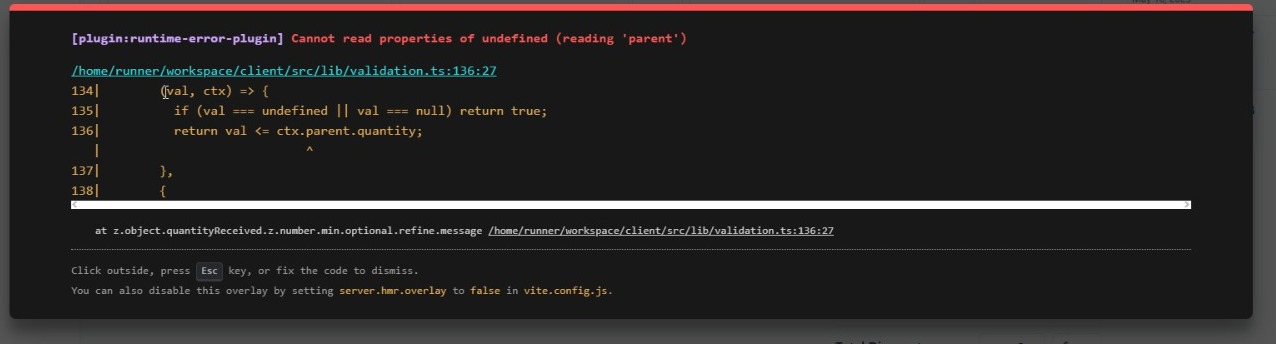 [plugin:runtime-error-plugin] Cannot read properties of undefined (reading 'parent')
/home/runner/workspace/client/src/lib/validation.ts:136:27
134|        (val, ctx) => {
135|          if (val === undefined || val === null) return true;
136|          return val <= ctx.parent.quantity;
   |                            ^
137|        },
138|        {
at z.object.quantityReceived.z.number.min.optional.refine.message /home/runner/workspace/client/src/lib/validation.ts:136:27
Click outside, press Esc key, or fix the code to dismiss.
You can also disable this overlay by setting server.hmr.overlay to false in vite.config.js.